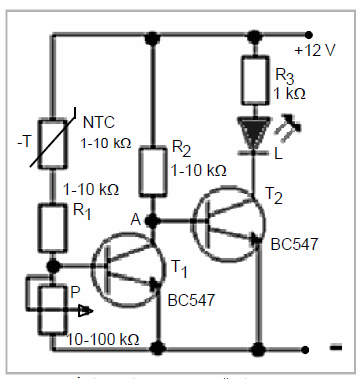 +12 V
R3
1 kΩ
NTC
-T
1-10 kΩ
R2
1-10 kΩ
L
1-10 kΩ
R1
T2
A
BC547
T1
P
BC547
10-100 kΩ
-